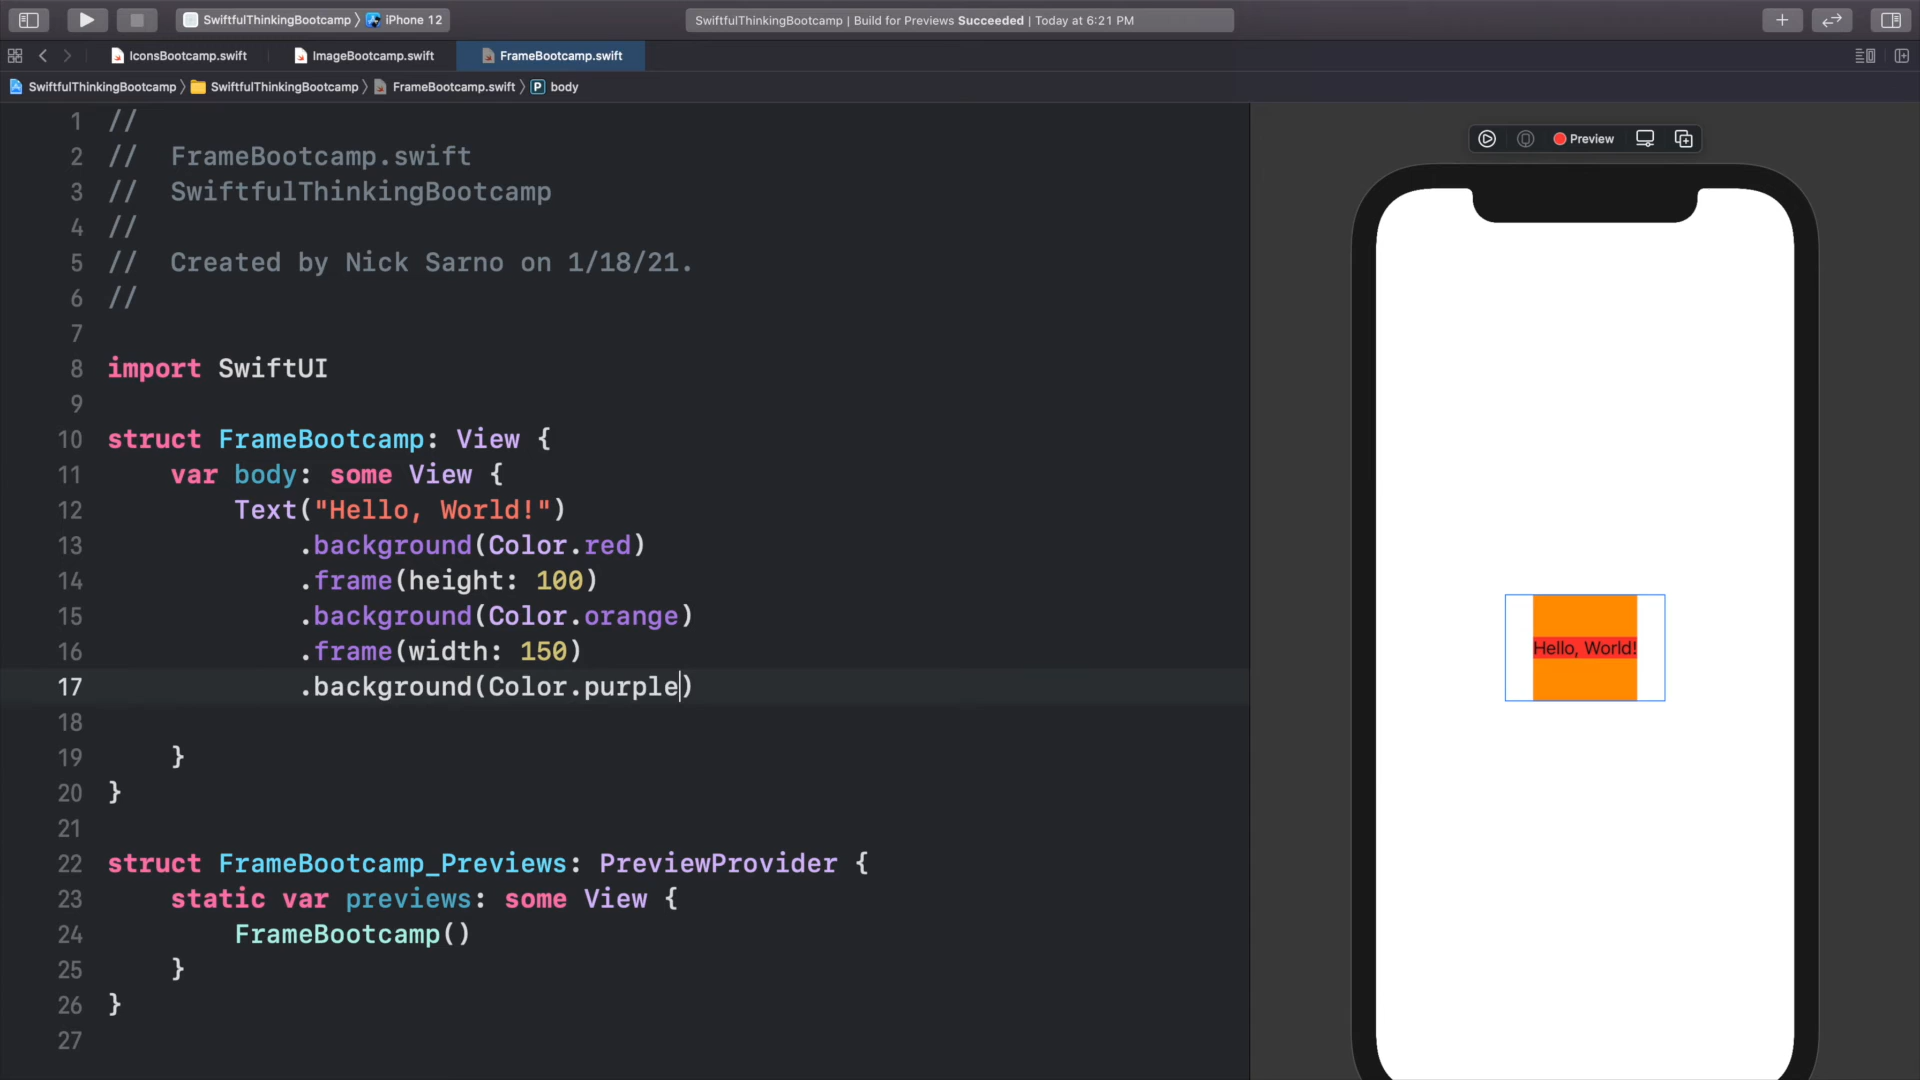 SwiftfulThinkingBootcamp 〉 iPhone 12
SwiftfulThinkingBootcamp | Build for Previews Succeeded | Today at 6:21 PM
IconsBootcamp.swift ImageBootcamp.swift FrameBootcamp.swift
SwiftfulThinkingBootcamp 〉 SwiftfulThinkingBootcamp 〉 FrameBootcamp.swift 〉 P body
1 //
2 //  FrameBootcamp.swift
3 //  SwiftfulThinkingBootcamp
4 //
5 //  Created by Nick Sarno on 1/18/21.
6 //
7
8 import SwiftUI
9
10 struct FrameBootcamp: View {
11     var body: some View {
12         Text("Hello, World!")
13             .background(Color.red)
14             .frame(height: 100)
15             .background(Color.orange)
16             .frame(width: 150)
17             .background(Color.purple)
18
19     }
20 }
21
22 struct FrameBootcamp_Previews: PreviewProvider {
23     static var previews: some View {
24         FrameBootcamp()
25     }
26 }
27
Preview
Hello, World!